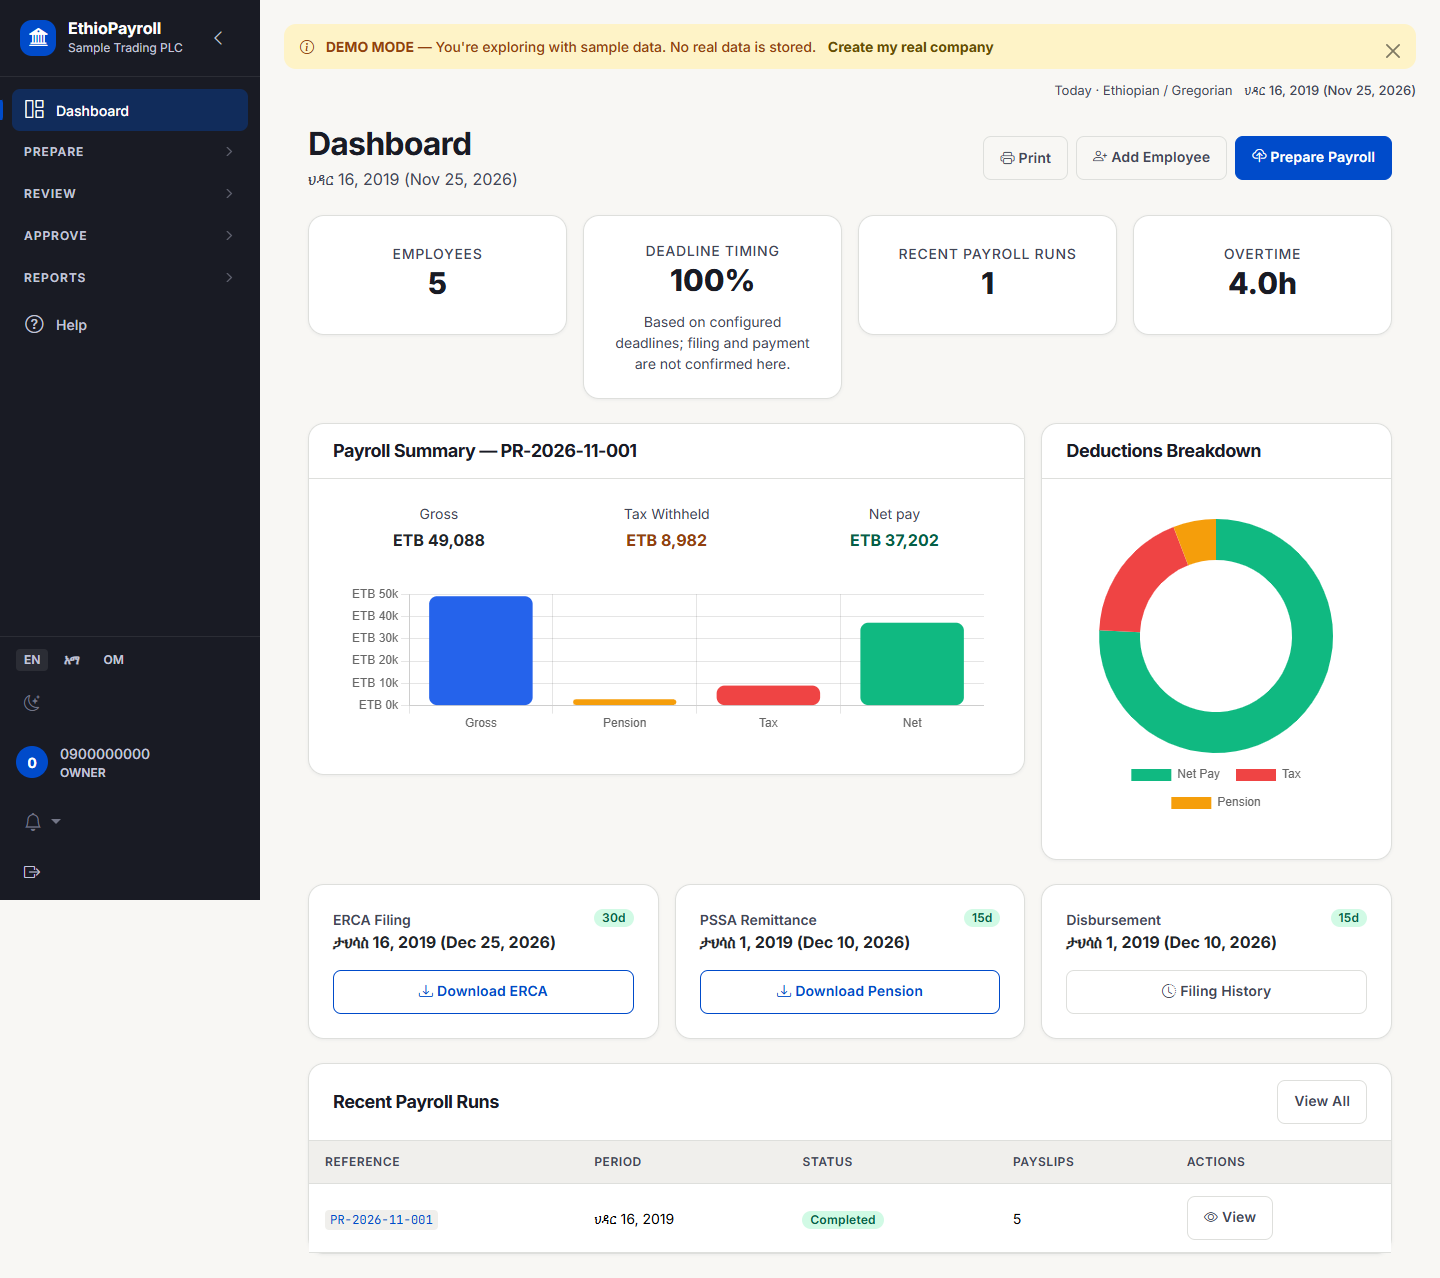 EthioPayroll
Sample Trading PLC
Dashboard
PREPARE
REVIEW
APPROVE
REPORTS
Help
EN አማ OM
0
0900000000
OWNER
DEMO MODE — You're exploring with sample data. No real data is stored. Create my real company
Today · Ethiopian / Gregorian ህዳር 16, 2019 (Nov 25, 2026)
Dashboard
ህዳር 16, 2019 (Nov 25, 2026)
Print
Add Employee
Prepare Payroll
EMPLOYEES
5
DEADLINE TIMING
100%
Based on configured
deadlines; filing and payment
are not confirmed here.
RECENT PAYROLL RUNS
1
OVERTIME
4.0h
Payroll Summary — PR-2026-11-001
Gross
ETB 49,088
Tax Withheld
ETB 8,982
Net pay
ETB 37,202
ETB 50k
ETB 40k
ETB 30k
ETB 20k
ETB 10k
ETB 0k
Gross
Pension
Tax
Net
Deductions Breakdown
Net Pay
Tax
Pension
ERCA Filing
30d
ታህሳስ 16, 2019 (Dec 25, 2026)
Download ERCA
PSSA Remittance
15d
ታህሳስ 1, 2019 (Dec 10, 2026)
Download Pension
Disbursement
15d
ታህሳስ 1, 2019 (Dec 10, 2026)
Filing History
Recent Payroll Runs
View All
REFERENCE PERIOD STATUS PAYSLIPS ACTIONS
PR-2026-11-001 ህዳር 16, 2019 Completed 5 View